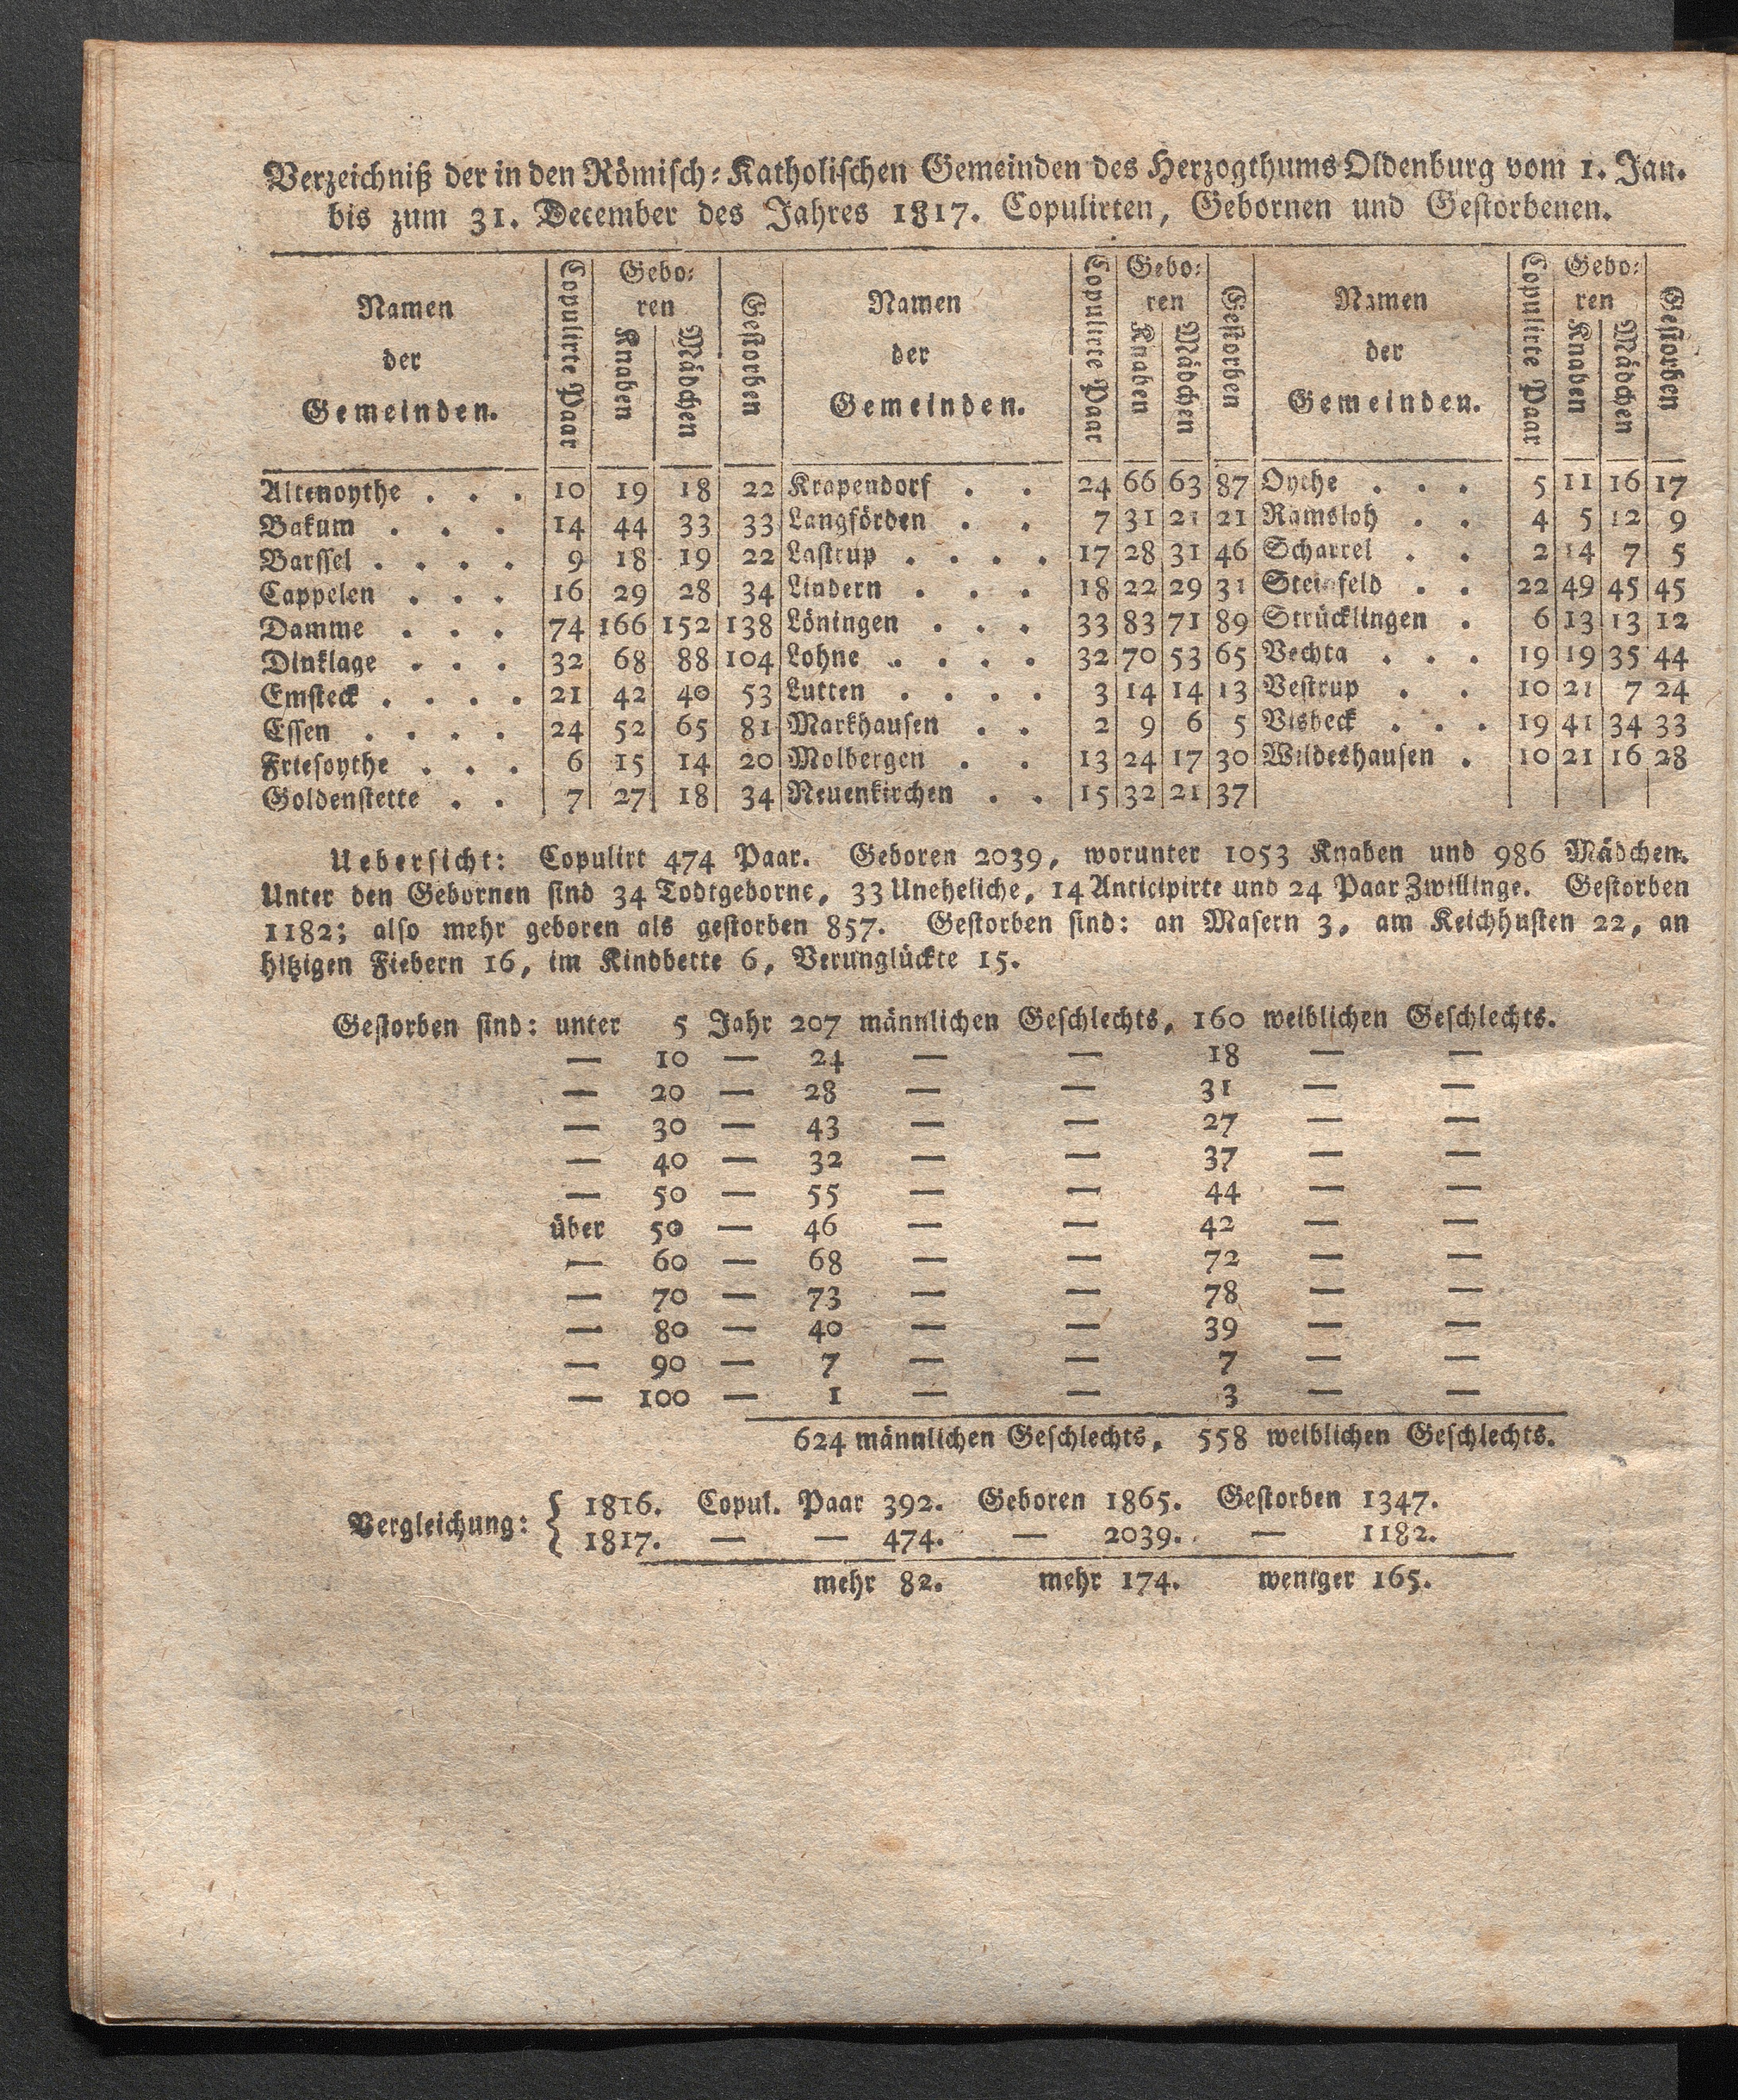 Verzeichniß der in den Römisch-Katholischen Gemeinden des Herzogthums Oldenburg vom 1. Jan.
bis zum 31. December des Jahres 1817. Copulirten, Gebornen und Gestorbenen.
Namen der Gemeinden. Copulirte Paar Geboren Knaben Mädchen Gestorben Namen der Gemeinden. Copulirte Paar Geboren Knaben Mädchen Gestorben Namen der Gemeinden. Copulirte Paar Geboren Knaben Mädchen Gestorben
Altenoythe . . . 10 19 18 22 Krapendorf . . 24 66 63 87 Oythe . . . 5 11 16 17
Bakum . . . 14 44 33 33 Langförden . . 7 31 21 21 Ramsloh . . 4 5 12 9
Barssel . . . . 9 18 19 22 Lastrup . . . . 17 28 31 46 Scharrel . . 2 14 7 5
Cappelen . . . 16 29 28 34 Lindern . . . . 18 22 29 31 Steinfeld . . 22 49 45 45
Damme . . . 74 166 152 138 Löningen . . . 33 83 71 89 Strücklingen . 6 13 13 12
Dinklage . . . 32 68 88 104 Lohne . . . . 32 70 53 65 Vechta . . . 19 19 35 44
Emsteck . . . . 21 42 40 53 Lutten . . . . 3 14 14 13 Vestrup . . 10 21 7 24
Essen . . . . 24 52 65 81 Markhausen . . 2 9 6 5 Visbeck . . . 19 41 34 33
Friesoythe . . . 6 15 14 20 Molbergen . . 13 24 17 30 Wildeshausen . 10 21 16 28
Goldenstette . . 7 27 18 34 Neuenkirchen . . 15 32 21 37
Uebersicht: Copulirt 474 Paar. Geboren 2039, worunter 1053 Knaben und 986 Mädchen.
Unter den Gebornen sind 34 Todtgeborne, 33 Uneheliche, 14 Anticipirte und 24 Paar Zwillinge. Gestorben
1182; also mehr geboren als gestorben 857. Gestorben sind: an Masern 3, am Keichhusten 22, an
hitzigen Fiebern 16, im Kindbette 6, Verunglückte 15.
Gestorben sind: unter 5 Jahr 207 männlichen Geschlechts, 160 weiblichen Geschlechts.
— 10 — 24 — — 18 — —
— 20 — 28 — — 31 — —
— 30 — 43 — — 27 — —
— 40 — 32 — — 37 — —
— 50 — 55 — — 44 — —
über 50 — 46 — — 42 — —
— 60 — 68 — — 72 — —
— 70 — 73 — — 78 — —
— 80 — 40 — — 39 — —
— 90 — 7 — — 7 — —
— 100 — 1 — — 3 — —
624 männlichen Geschlechts, 558 weiblichen Geschlechts.
Vergleichung: { 1816. Copul. Paar 392. Geboren 1865. Gestorben 1347.
1817. — — 474. — 2039. — 1182.
mehr 82. mehr 174. weniger 165.